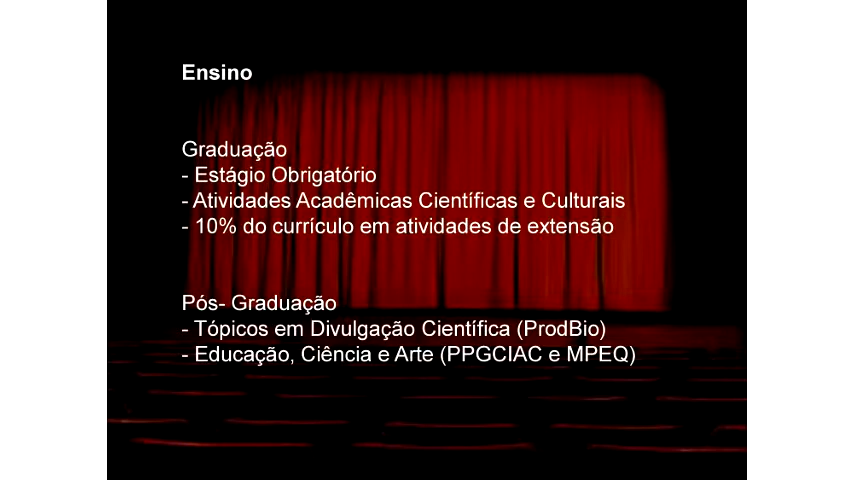 Ensino
Graduação
- Estágio Obrigatório
- Atividades Acadêmicas Científicas e Culturais
- 10% do currículo em atividades de extensão
Pós- Graduação
- Tópicos em Divulgação Científica (ProdBio)
- Educação, Ciência e Arte (PPGCIAC e MPEQ)